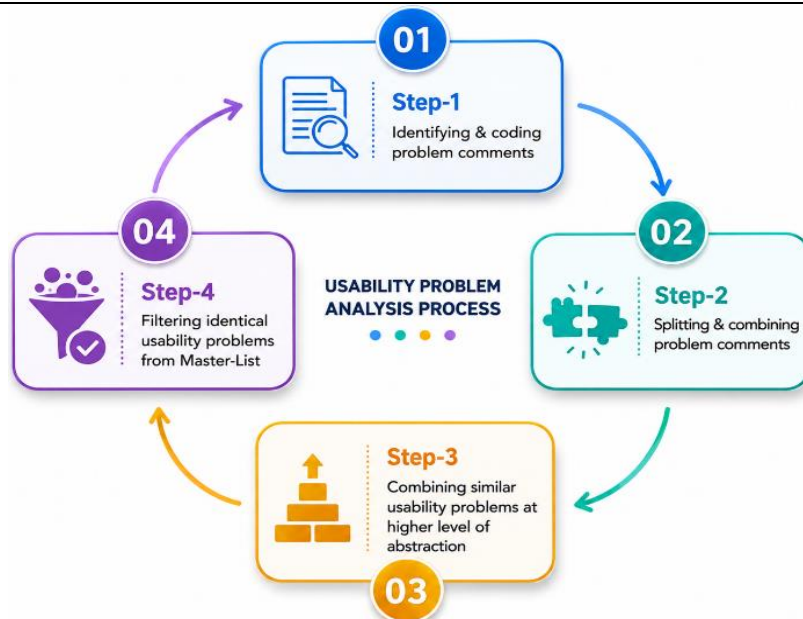 01
Step-1
Identifying & coding
problem comments
02
Step-2
Splitting & combining
problem comments
USABILITY PROBLEM
ANALYSIS PROCESS
04
Step-4
Filtering identical
usability problems
from Master-List
Step-3
Combining similar
usability problems at
higher level of
abstraction
03